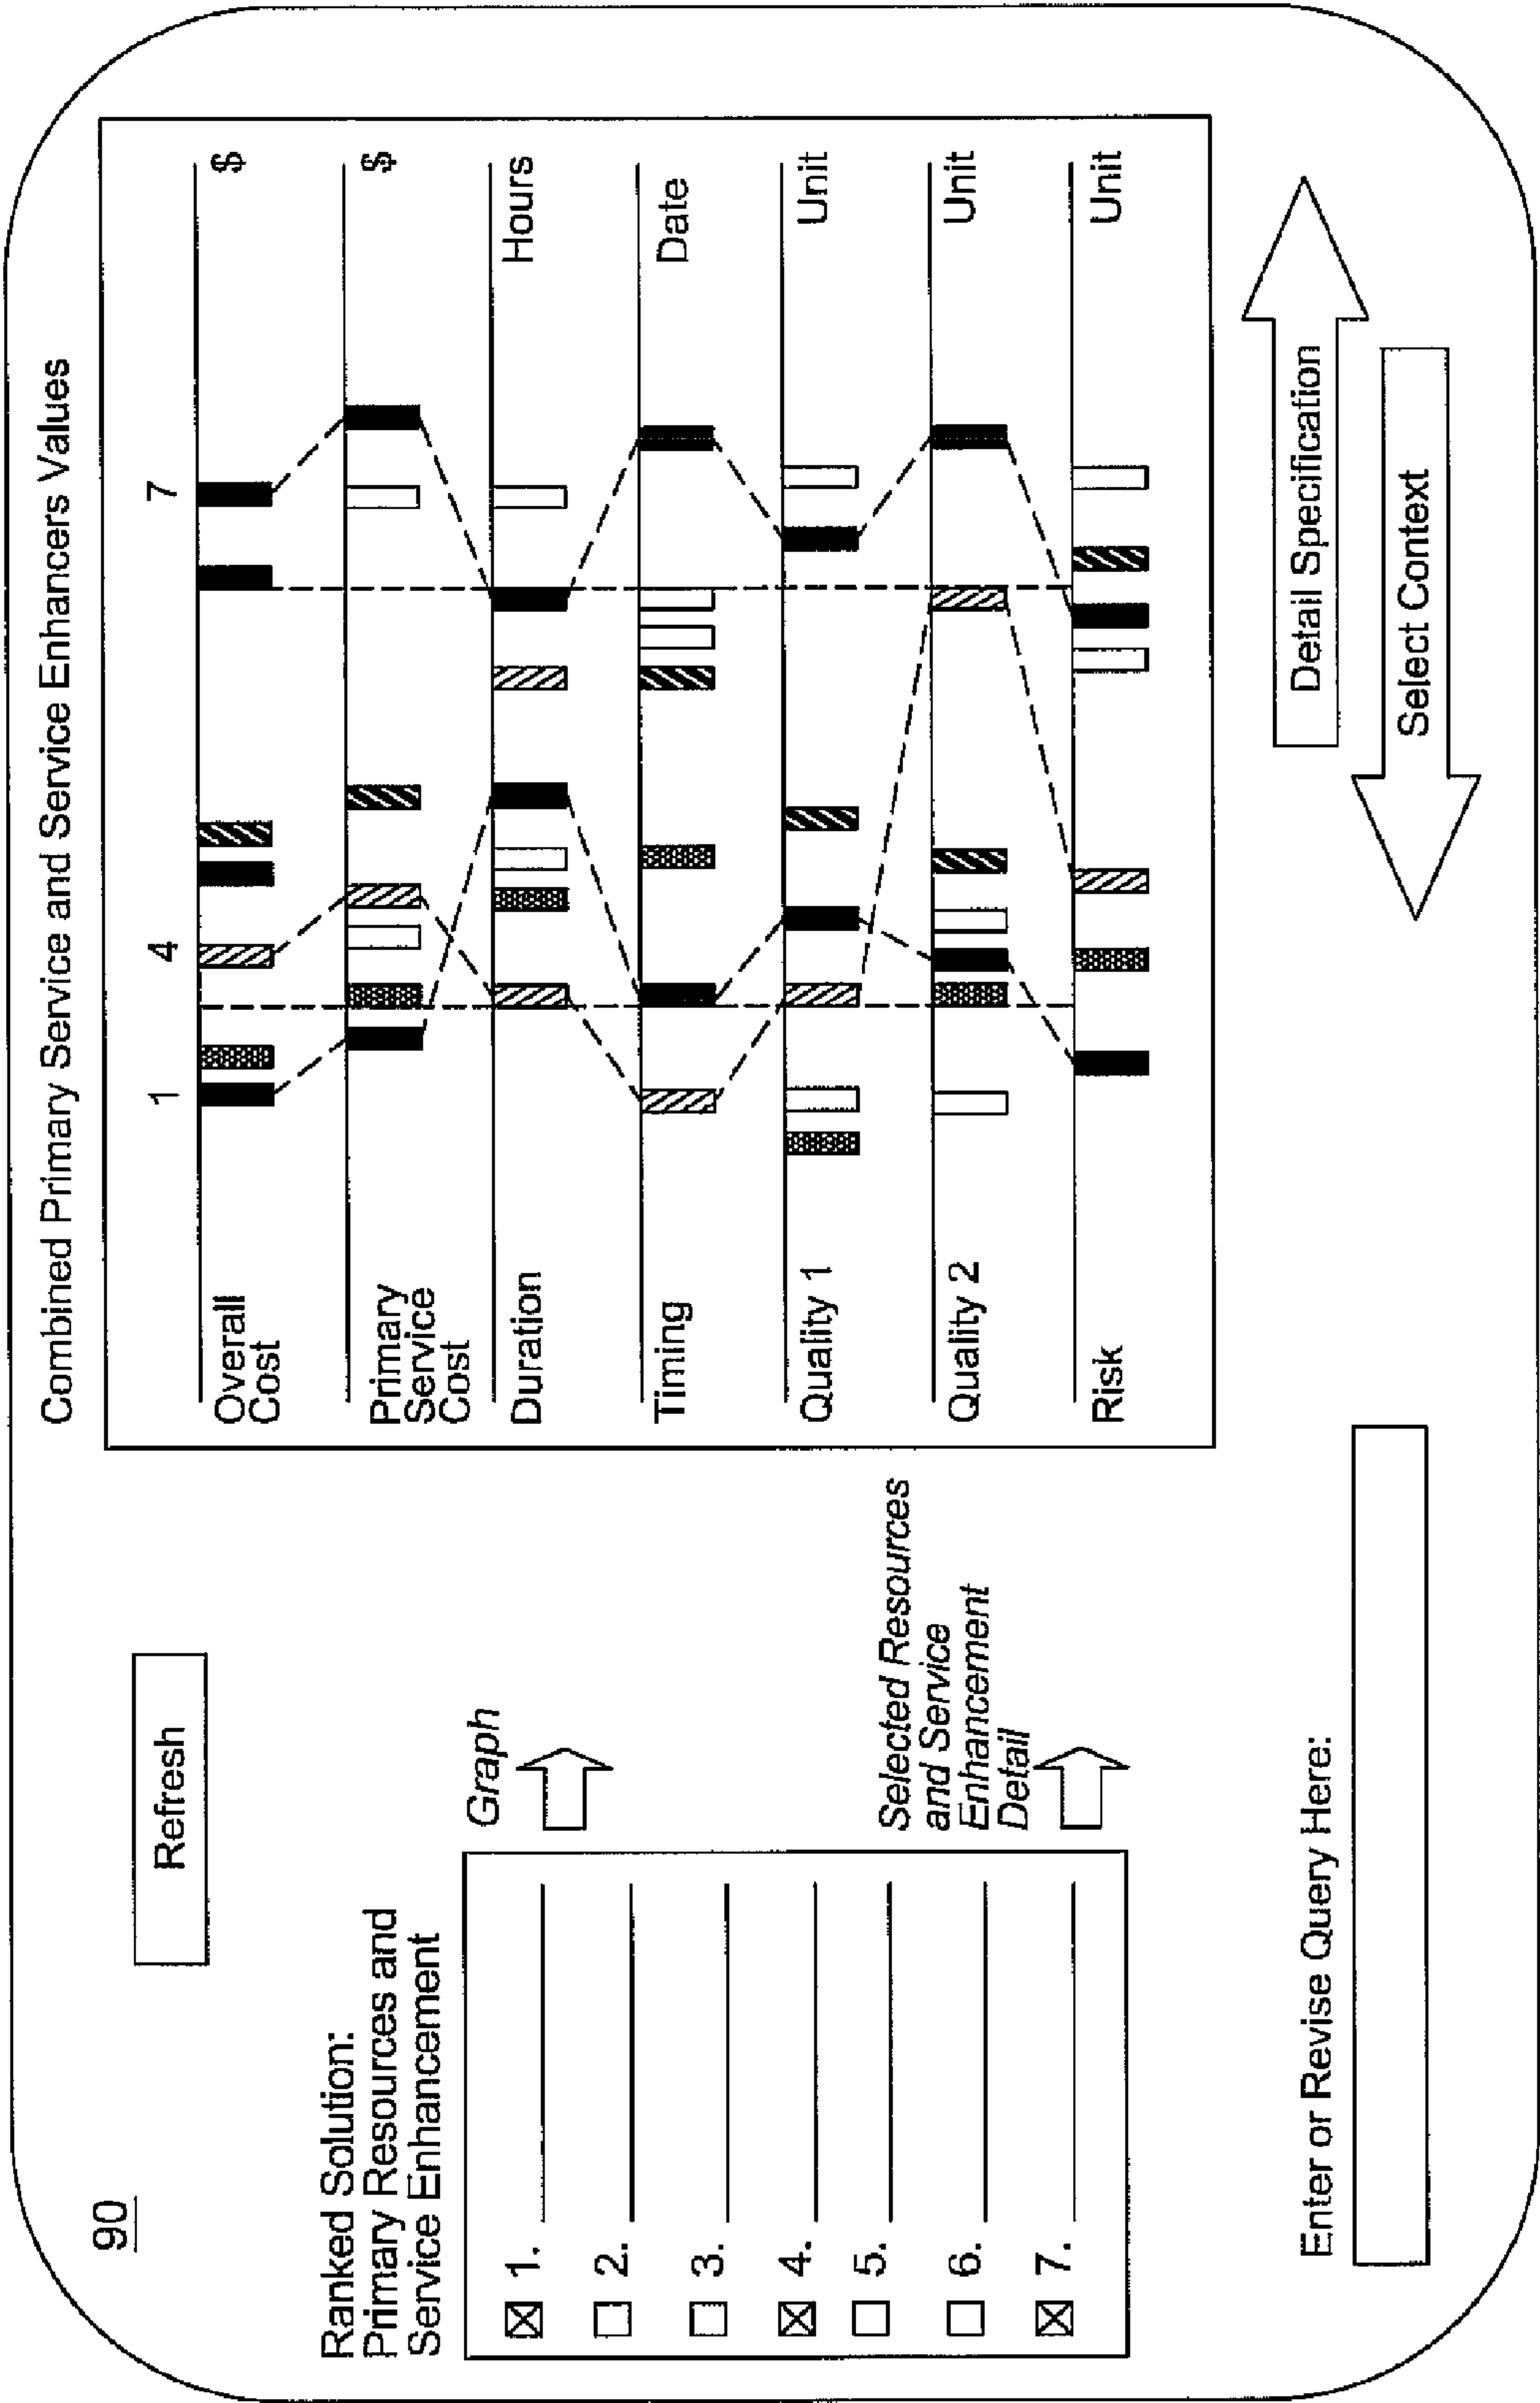 90
Refresh
Ranked Solution:
Primary Resources and
Service Enhancement
1.
2.
3.
4.
5.
6.
7.
Graph
Selected Resources
and Service
Enhancement
Detail
Enter or Revise Query Here:
Combined Primary Service and Service Enhancers Values
1 4 7
Overall
Cost
$
Primary
Service
Cost
$
Duration
Hours
Timing
Date
Quality 1
Unit
Quality 2
Unit
Risk
Unit
Detail Specification
Select Context